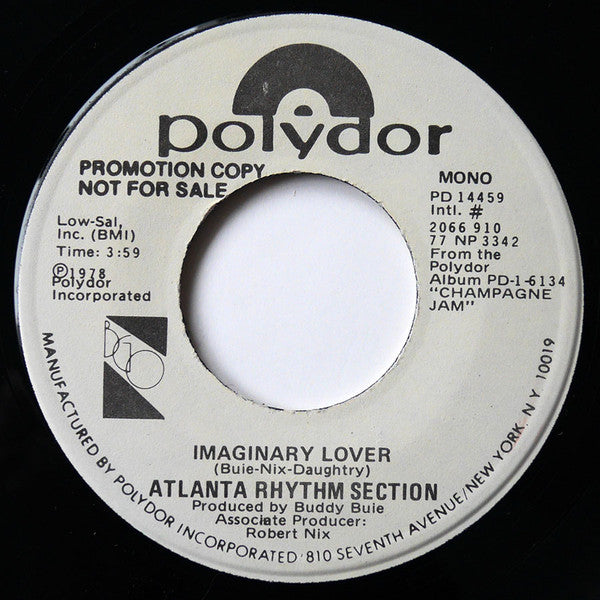 polydor
PROMOTION COPY
NOT FOR SALE
Low-Sal,
Inc. (BMI)
Time: 3:59
Ⓟ1978
Polydor
Incorporated
MONO
PD 14459
Intl. #
2066 910
77 NP 3342
From the
Polydor
Album PD-1-6134
"CHAMPAGNE
JAM"
IMAGINARY LOVER
(Buie-Nix-Daughtry)
ATLANTA RHYTHM SECTION
Produced by Buddy Buie
Associate Producer:
Robert Nix
MANUFACTURED BY POLYDOR INCORPORATED/810 SEVENTH AVENUE/NEW YORK, N Y 10019